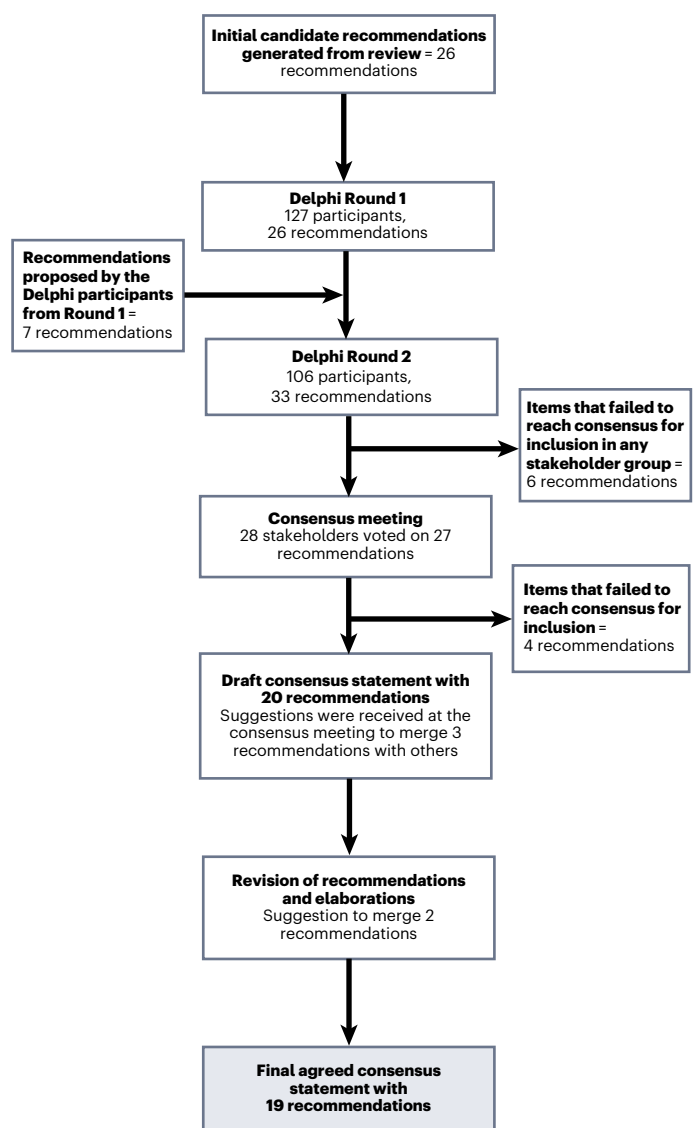 Initial candidate recommendations
generated from review = 26
recommendations
Delphi Round 1
127 participants,
26 recommendations
Recommendations
proposed by the
Delphi participants
from Round 1 =
7 recommendations
Delphi Round 2
106 participants,
33 recommendations
Items that failed to
reach consensus for
inclusion in any
stakeholder group =
6 recommendations
Consensus meeting
28 stakeholders voted on 27
recommendations
Items that failed to
reach consensus for
inclusion =
4 recommendations
Draft consensus statement with
20 recommendations
Suggestions were received at the
consensus meeting to merge 3
recommendations with others
Revision of recommendations
and elaborations
Suggestion to merge 2
recommendations
Final agreed consensus
statement with
19 recommendations